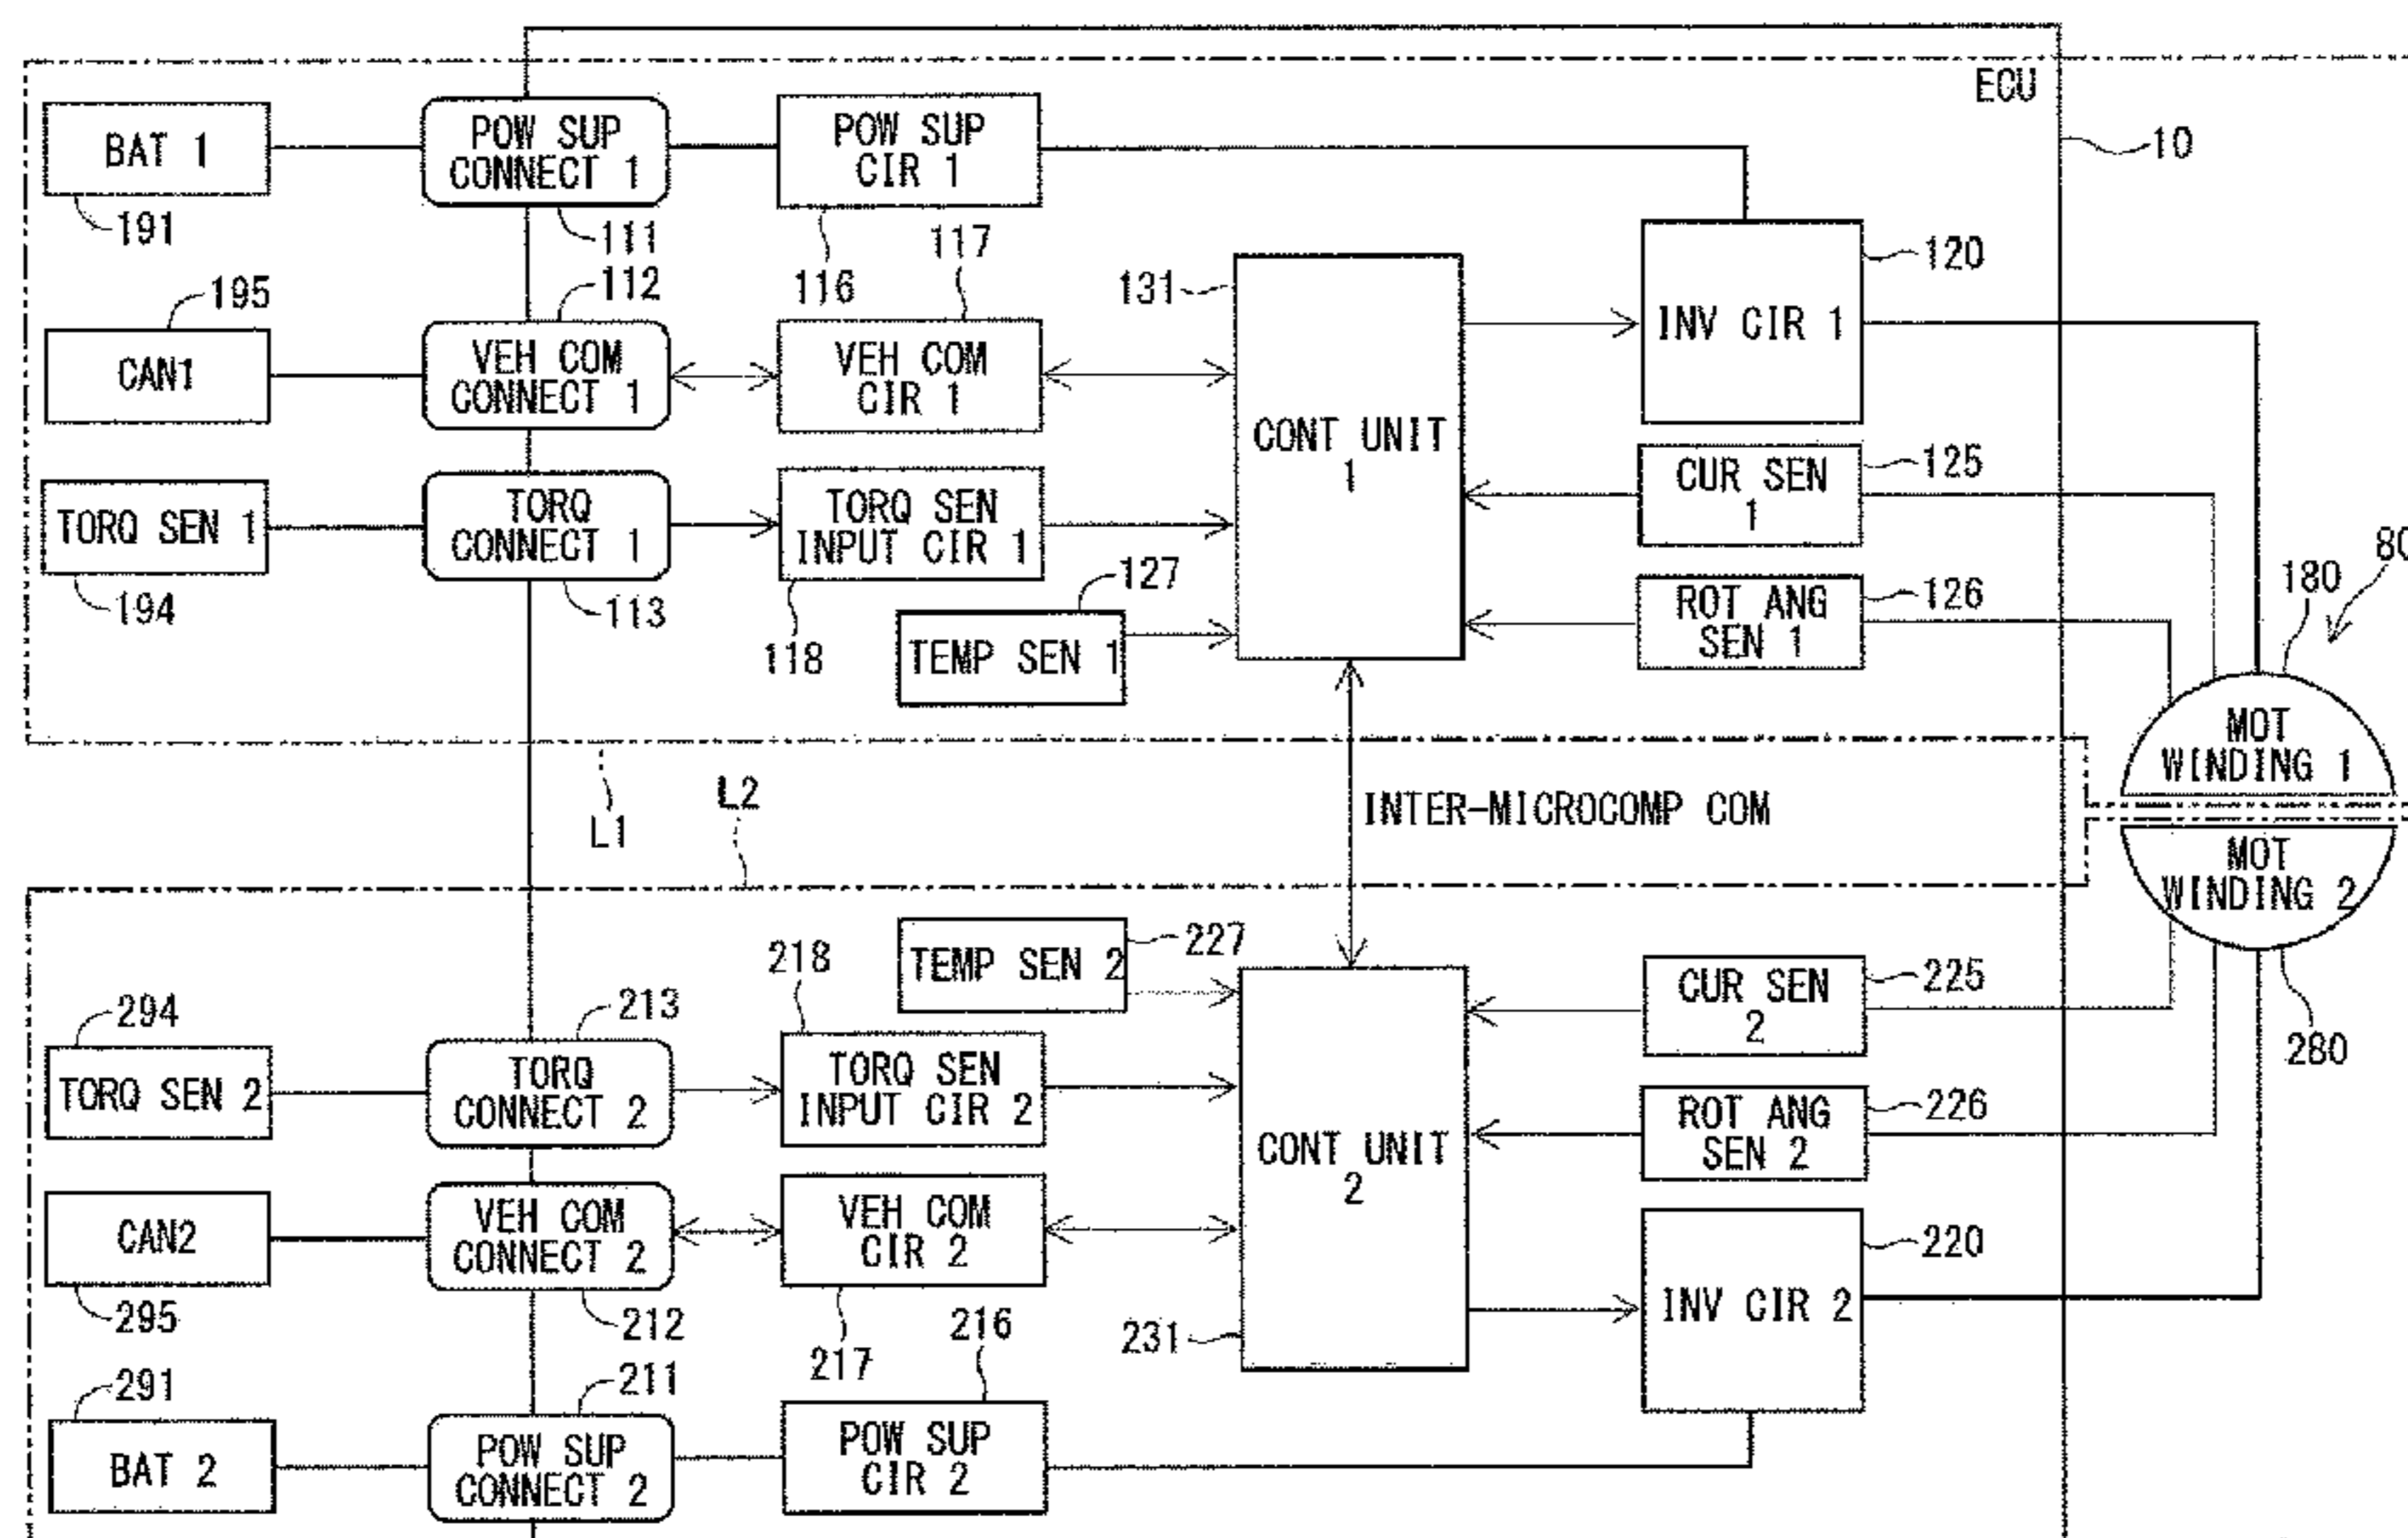 ECU
10
BAT 1
191
POW SUP
CONNECT 1
111
POW SUP
CIR 1
116
117
112
195
CAN1
VEH COM
CONNECT 1
VEH COM
CIR 1
131
CONT UNIT
1
INV CIR 1
120
TORQ SEN 1
194
TORQ
CONNECT 1
113
TORQ SEN
INPUT CIR 1
118
127
TEMP SEN 1
CUR SEN
1
125
ROT ANG
SEN 1
126
180
80
MOT
WINDING 1
L1
L2
INTER-MICROCOMP COM
MOT
WINDING 2
280
TEMP SEN 2
227
218
213
294
TORQ SEN 2
TORQ
CONNECT 2
TORQ SEN
INPUT CIR 2
CONT UNIT
2
231
CUR SEN
2
225
ROT ANG
SEN 2
226
CAN2
295
VEH COM
CONNECT 2
212
VEH COM
CIR 2
217
216
INV CIR 2
220
291
BAT 2
211
POW SUP
CONNECT 2
POW SUP
CIR 2